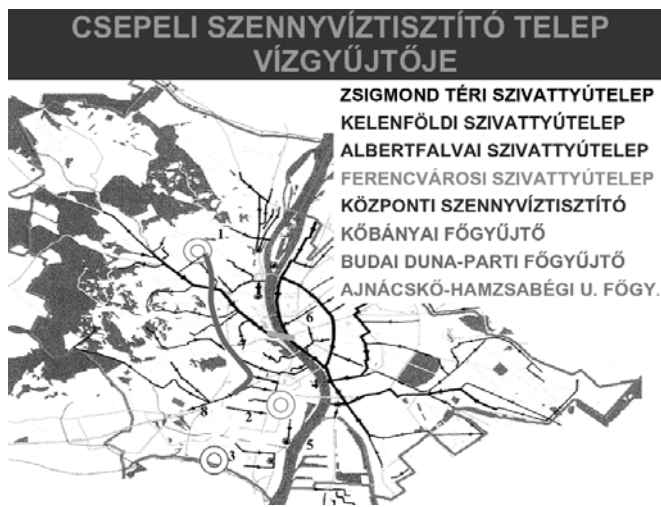 CSEPELI SZENNYVÍZTISZTÍTÓ TELEP
VÍZGYŰJTŐJE
ZSIGMOND TÉRI SZIVATTYÚTELEP
KELENFÖLDI SZIVATTYÚTELEP
ALBERTFALVAI SZIVATTYÚTELEP
FERENCVÁROSI SZIVATTYÚTELEP
KÖZPONTI SZENNYVÍZTISZTÍTÓ
KŐBÁNYAI FŐGYŰJTŐ
BUDAI DUNA-PARTI FŐGYŰJTŐ
AJNÁCSKŐ-HAMZSABÉGI U. FŐGY.
1
6
7
4
8
2
5
3